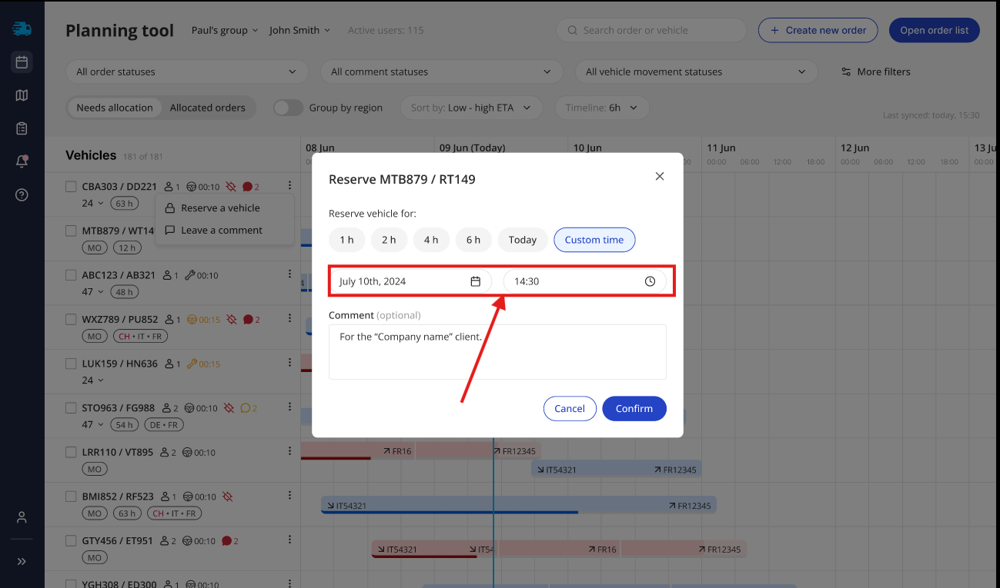 Planning tool
Paul's group
John Smith
Active users: 115
Search order or vehicle
Create new order
Open order list
All order statuses
All comment statuses
All vehicle movement statuses
More filters
Needs allocation
Allocated orders
Group by region
Sort by: Low - high ETA
Timeline: 6h
Last synced: today, 15:30
Vehicles 181 of 181
08 Jun
09 Jun (Today)
10 Jun
11 Jun
12 Jun
13 Ju
00:00 06:00 12:00 18:00 00:00 06:00 12:00 18:00 00:00
CBA303 / DD221 1 00:10 2
24 63 h
Reserve a vehicle
Leave a comment
MTB879 / WT14
MO 12 h
ABC123 / AB321 1 00:10
47 48 h
WXZ789 / PU852 1 00:15 2
MO CH • IT • FR
LUK159 / HN636 1 00:15
24
STO963 / FG988 2 00:10 2
47 54 h DE • FR
Reserve MTB879 / RT149
Reserve vehicle for:
1 h 2 h 4 h 6 h Today Custom time
July 10th, 2024 14:30
Comment (optional)
For the “Company name” client.
Cancel Confirm
LRR110 / VT895 2 00:10
MO
FR16 FR12345
IT54321 FR12345
BMI852 / RF523 1 00:10
MO 63 h CH • IT • FR
IT54321 FR12345
GTY456 / ET951 2 00:10 2
MO
IT54321 IT54 FR16 FR12345
YGH308 / ED300 1 00:10